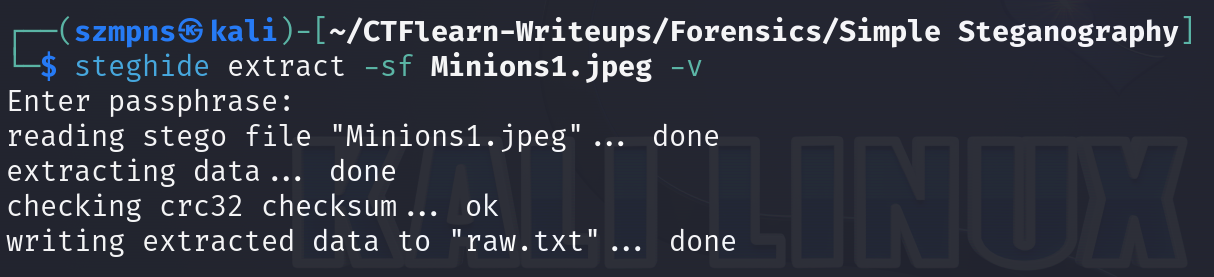 ┌──(szmpns㉿kali)-[~/CTFlearn-Writeups/Forensics/Simple Steganography]
└─$ steghide extract -sf Minions1.jpeg -v
Enter passphrase:
reading stego file "Minions1.jpeg"... done
extracting data... done
checking crc32 checksum... ok
writing extracted data to "raw.txt"... done
KALI LINUX